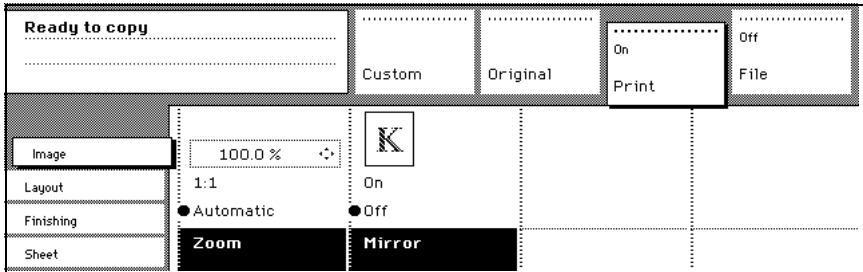 Ready to copy
Custom
Original
On
Print
Off
File
Image
Layout
Finishing
Sheet
100.0 %
1:1
Automatic
Zoom
K
On
Off
Mirror